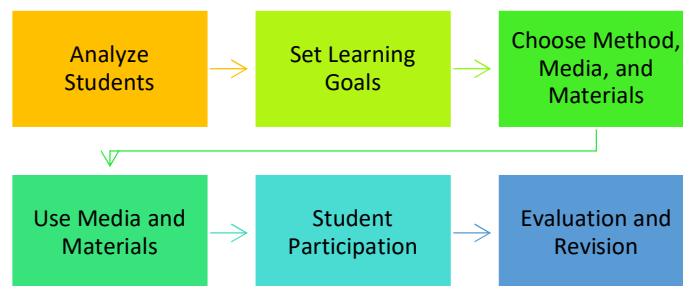 Analyze
Students
Set Learning
Goals
Choose Method,
Media, and
Materials
Use Media and
Materials
Student
Participation
Evaluation and
Revision